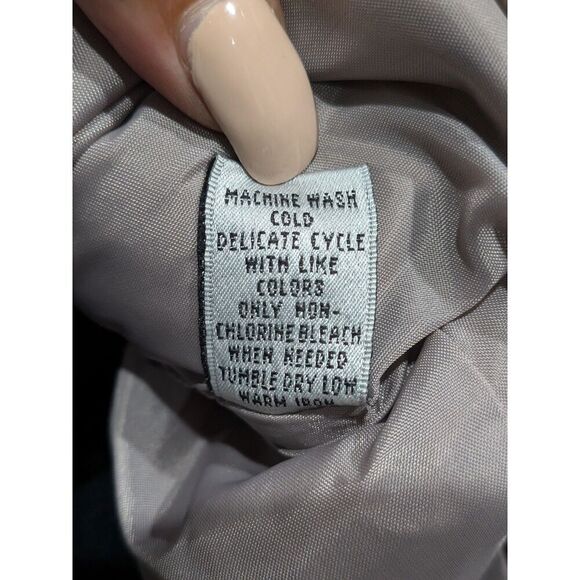 MACHINE WASH
COLD
DELICATE CYCLE
WITH LIKE
COLORS
ONLY NON-
CHLORINE BLEACH
WHEN NEEDED
TUMBLE DRY LOW
WARM IRON